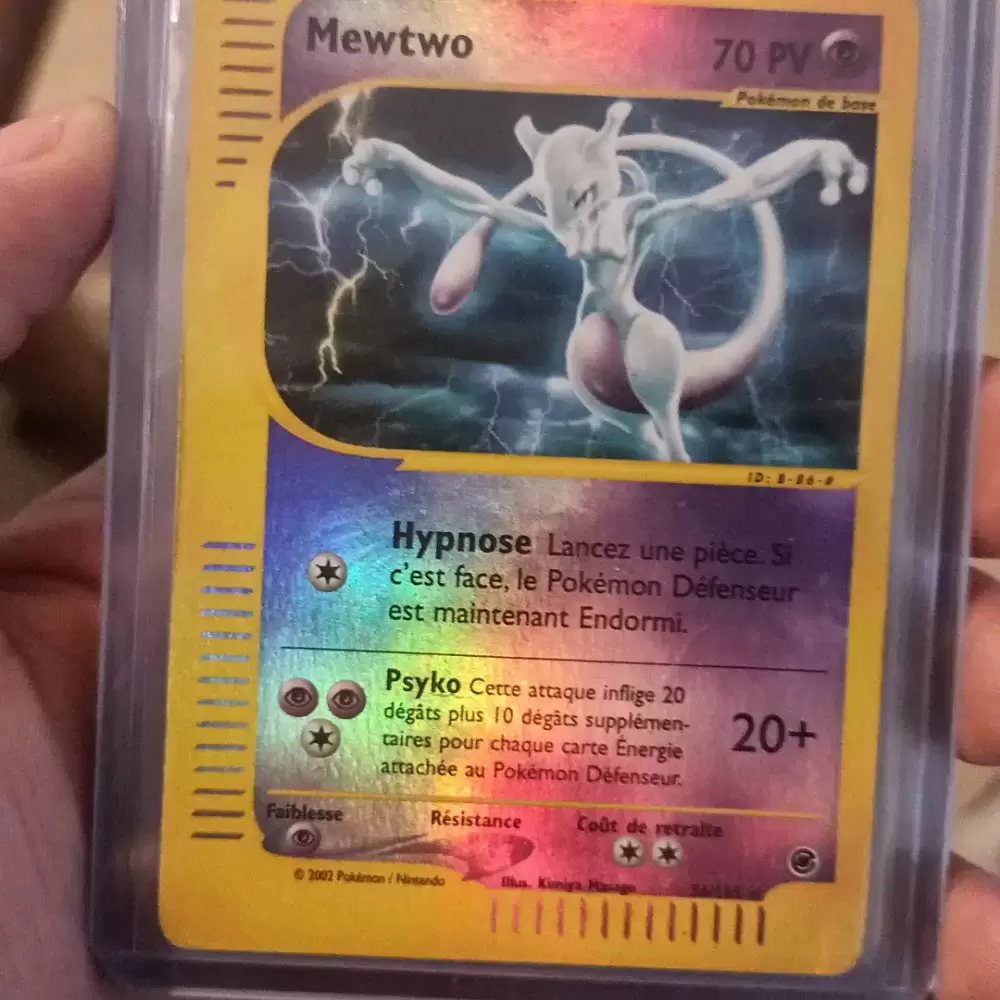 Mewtwo 70 PV
Pokémon de base
ID: B-86-#
Hypnose Lancez une pièce. Si
c'est face, le Pokémon Défenseur
est maintenant Endormi.
Psyko Cette attaque inflige 20
dégâts plus 10 dégâts supplémen-
taires pour chaque carte Énergie
attachée au Pokémon Défenseur.
20+
Faiblesse Résistance Coût de retraite
© 2002 Pokémon / Nintendo
Illus. Kimiya Masago